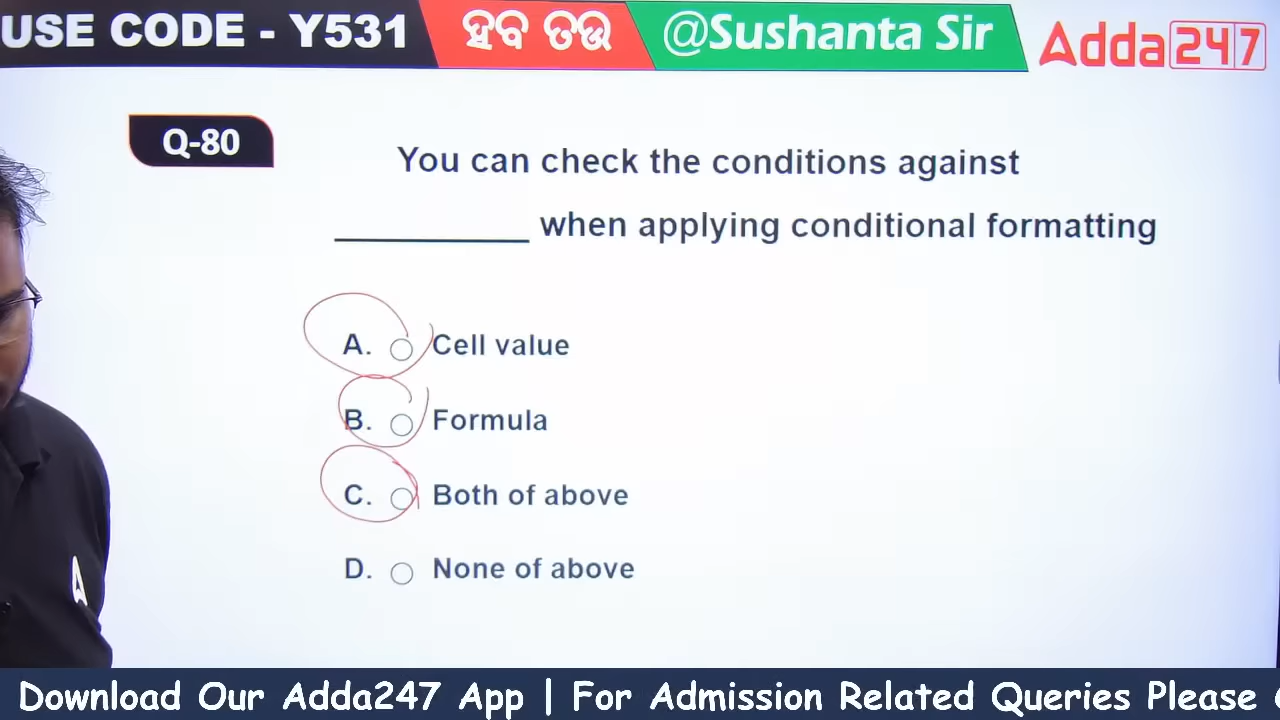 USE CODE - Y531 ହବ ତଉ @Sushanta Sir Adda247
Q-80
You can check the conditions against
__________ when applying conditional formatting
A. Cell value
B. Formula
C. Both of above
D. None of above
Download Our Adda247 App | For Admission Related Queries Please